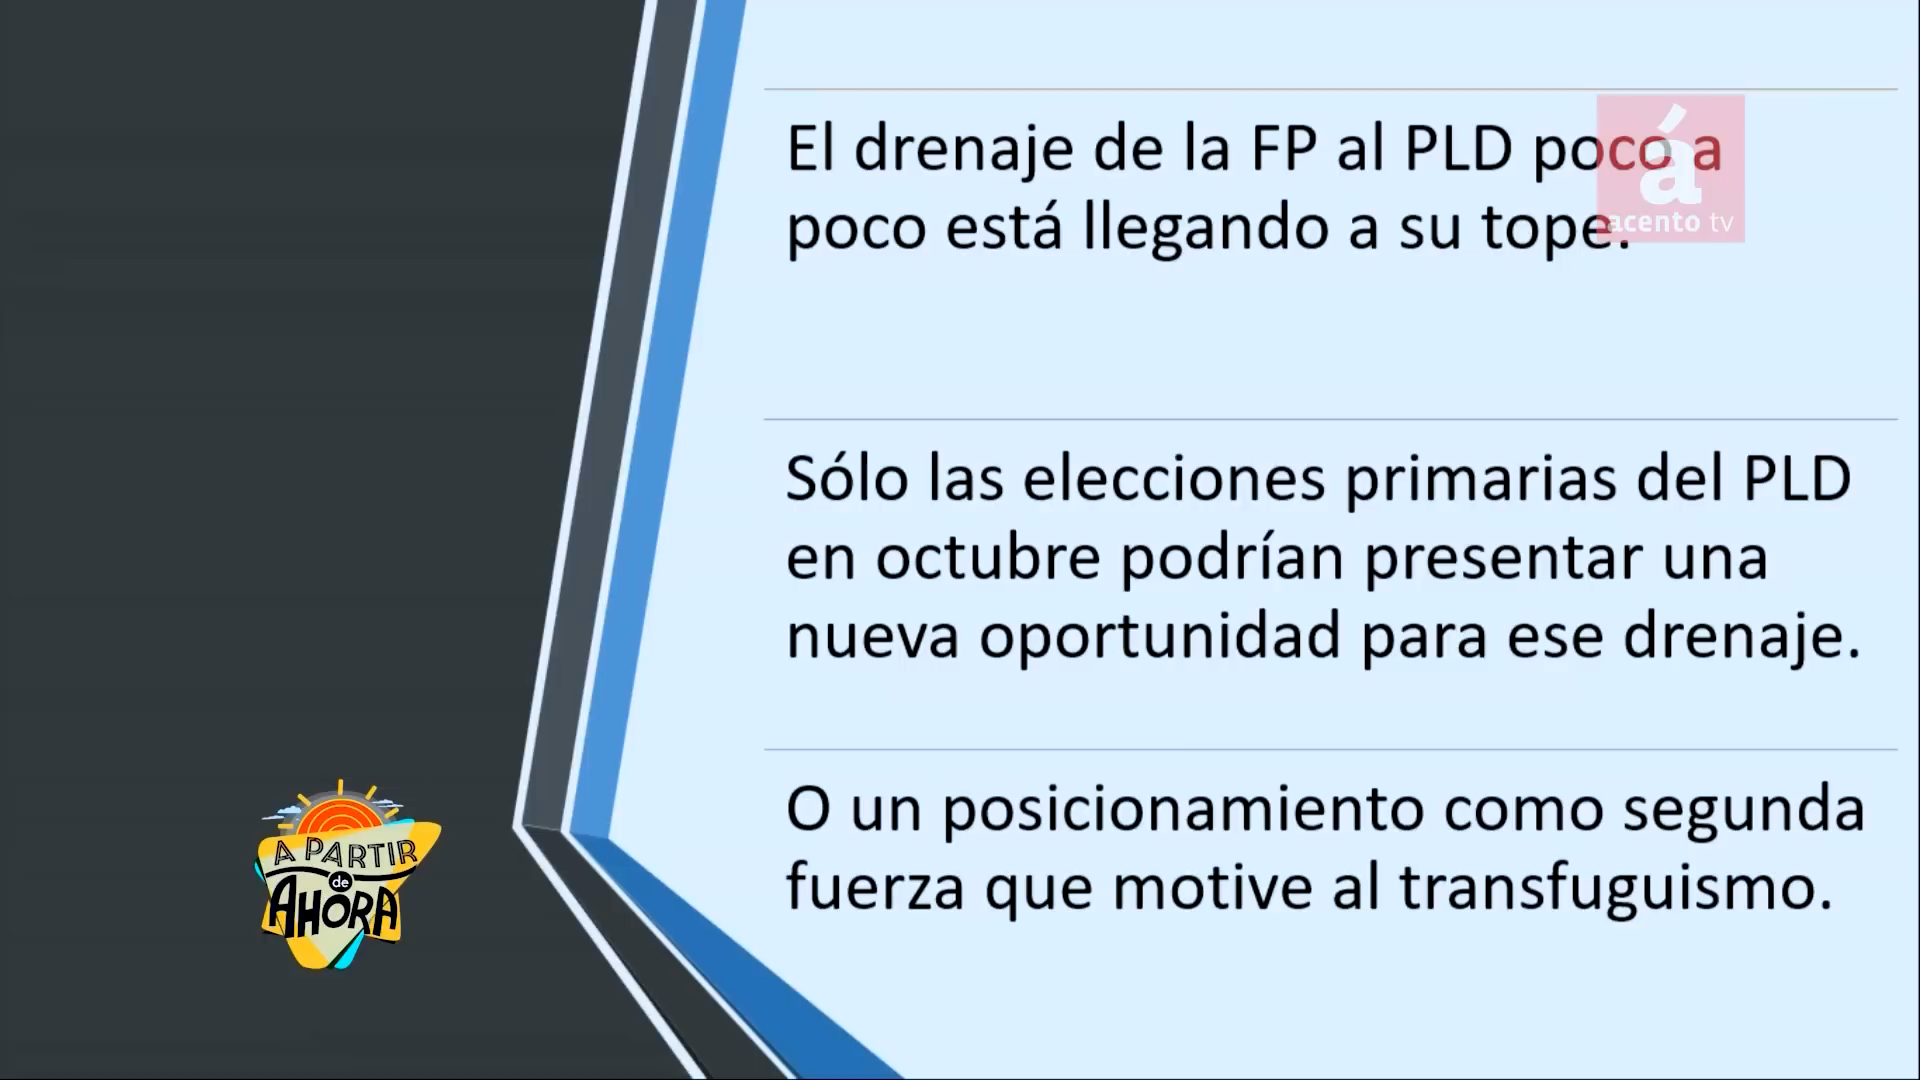 El drenaje de la FP al PLD poco a
poco está llegando a su tope.
á
acento tv
Sólo las elecciones primarias del PLD
en octubre podrían presentar una
nueva oportunidad para ese drenaje.
O un posicionamiento como segunda
fuerza que motive al transfuguismo.
A PARTIR
de
AHORA